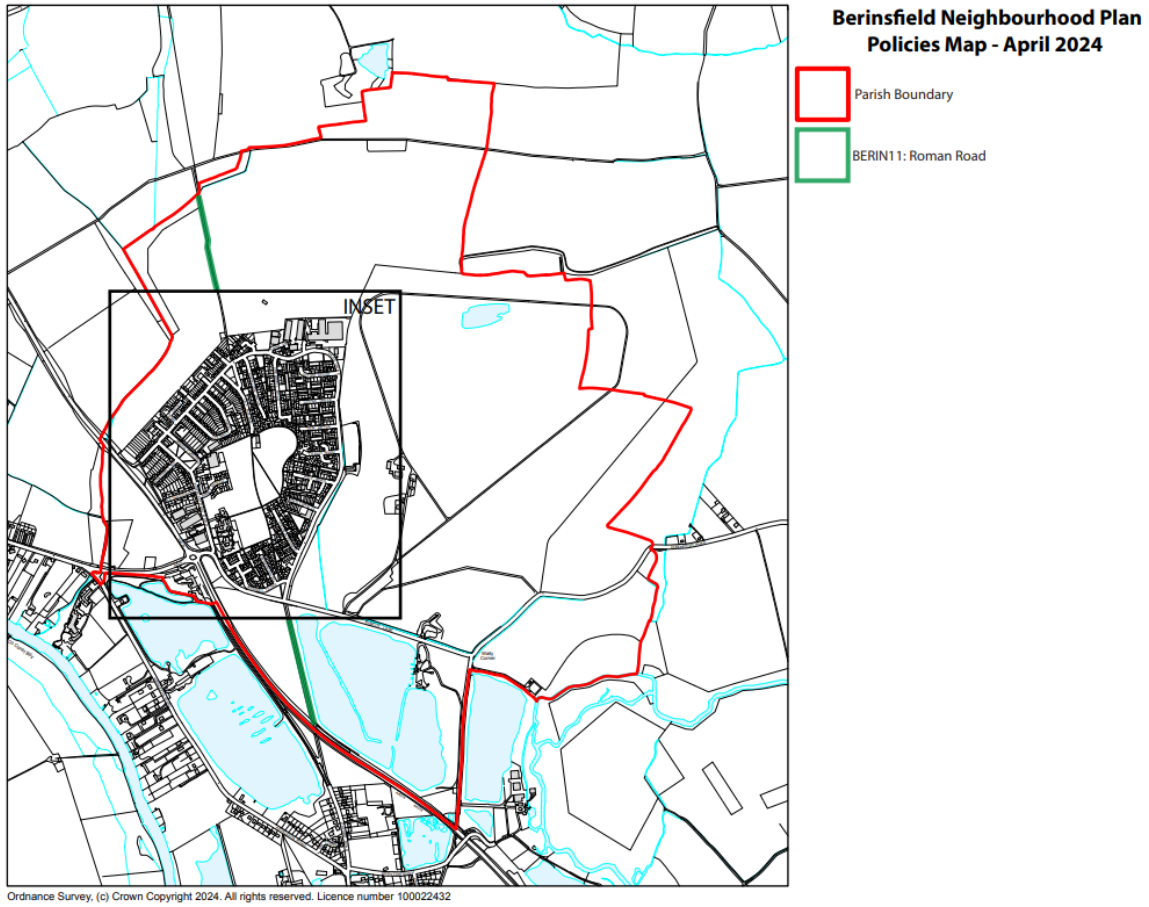 Berinsfield Neighbourhood Plan
Policies Map - April 2024
Parish Boundary
BERIN11: Roman Road
INSET
Ordnance Survey, (c) Crown Copyright 2024. All rights reserved. Licence number 100022432